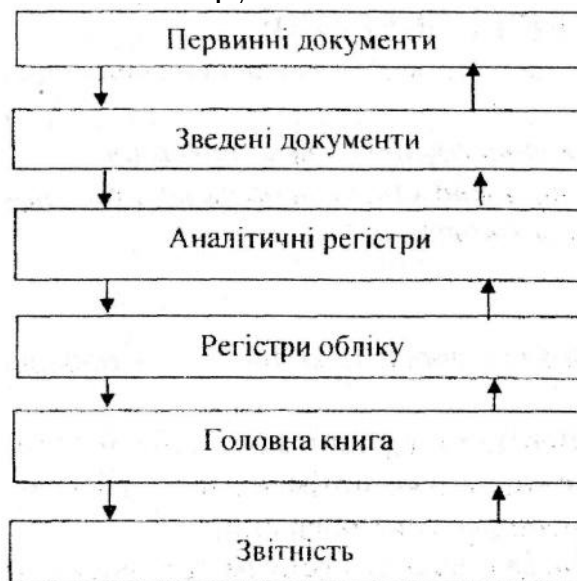 Первинні документи
Зведені документи
Аналітичні регістри
Регістри обліку
Головна книга
Звітність